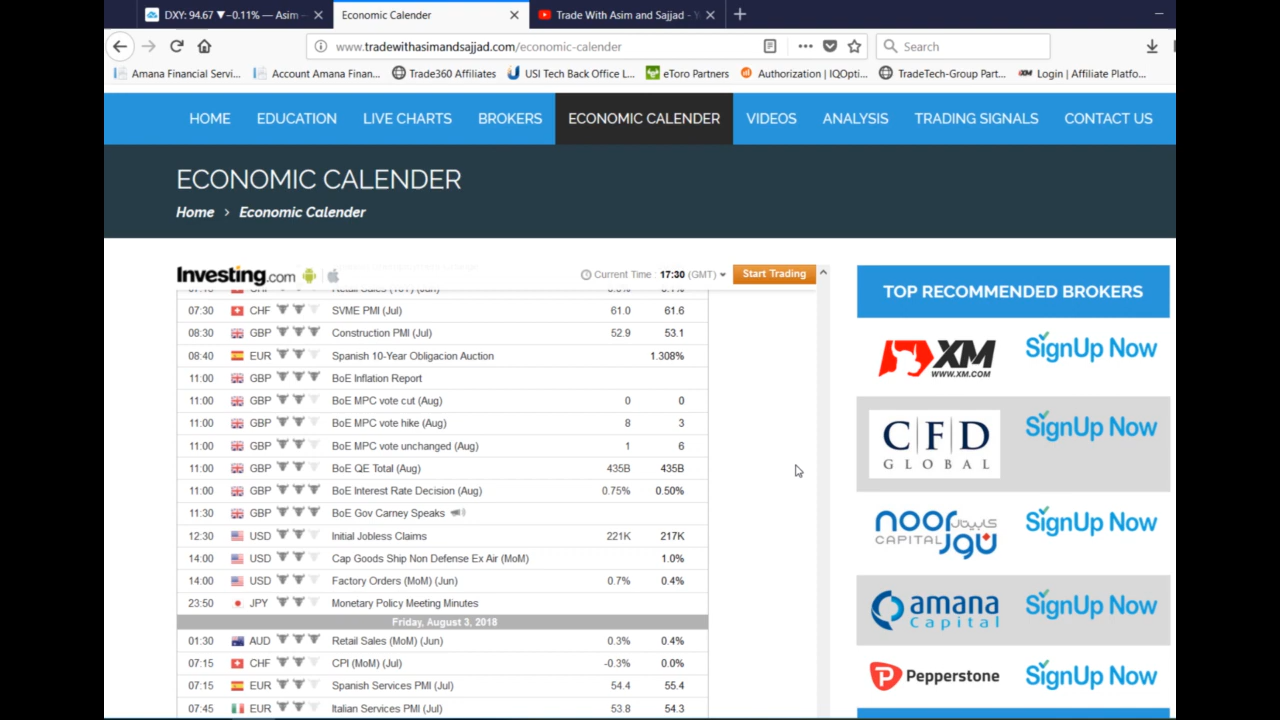 DXY: 94.67 ▼−0.11% — Asim
Economic Calender
Trade With Asim and Sajjad -
www.tradewithasimandsajjad.com/economic-calender
Search
Amana Financial Servi...
Account Amana Finan...
Trade360 Affiliates
USI Tech Back Office L...
eToro Partners
Authorization | IQOpti...
TradeTech-Group Part...
XM Login | Affiliate Platfo...
HOME EDUCATION LIVE CHARTS BROKERS ECONOMIC CALENDER VIDEOS ANALYSIS TRADING SIGNALS CONTACT US
ECONOMIC CALENDER
Home > Economic Calender
Investing.com
Current Time : 17:30 (GMT)
Start Trading
07:30 CHF SVME PMI (Jul) 61.0 61.6
08:30 GBP Construction PMI (Jul) 52.9 53.1
08:40 EUR Spanish 10-Year Obligacion Auction 1.308%
11:00 GBP BoE Inflation Report
11:00 GBP BoE MPC vote cut (Aug) 0 0
11:00 GBP BoE MPC vote hike (Aug) 8 3
11:00 GBP BoE MPC vote unchanged (Aug) 1 6
11:00 GBP BoE QE Total (Aug) 435B 435B
11:00 GBP BoE Interest Rate Decision (Aug) 0.75% 0.50%
11:30 GBP BoE Gov Carney Speaks
12:30 USD Initial Jobless Claims 221K 217K
14:00 USD Cap Goods Ship Non Defense Ex Air (MoM) 1.0%
14:00 USD Factory Orders (MoM) (Jun) 0.7% 0.4%
23:50 JPY Monetary Policy Meeting Minutes
Friday, August 3, 2018
01:30 AUD Retail Sales (MoM) (Jun) 0.3% 0.4%
07:15 CHF CPI (MoM) (Jul) -0.3% 0.0%
07:15 EUR Spanish Services PMI (Jul) 54.4 55.4
07:45 EUR Italian Services PMI (Jul) 53.8 54.3
TOP RECOMMENDED BROKERS
XM
WWW.XM.COM
SignUp Now
C|F|D
GLOBAL
SignUp Now
noor كابيتال
CAPITAL نور
SignUp Now
amana
capital
SignUp Now
Pepperstone
SignUp Now